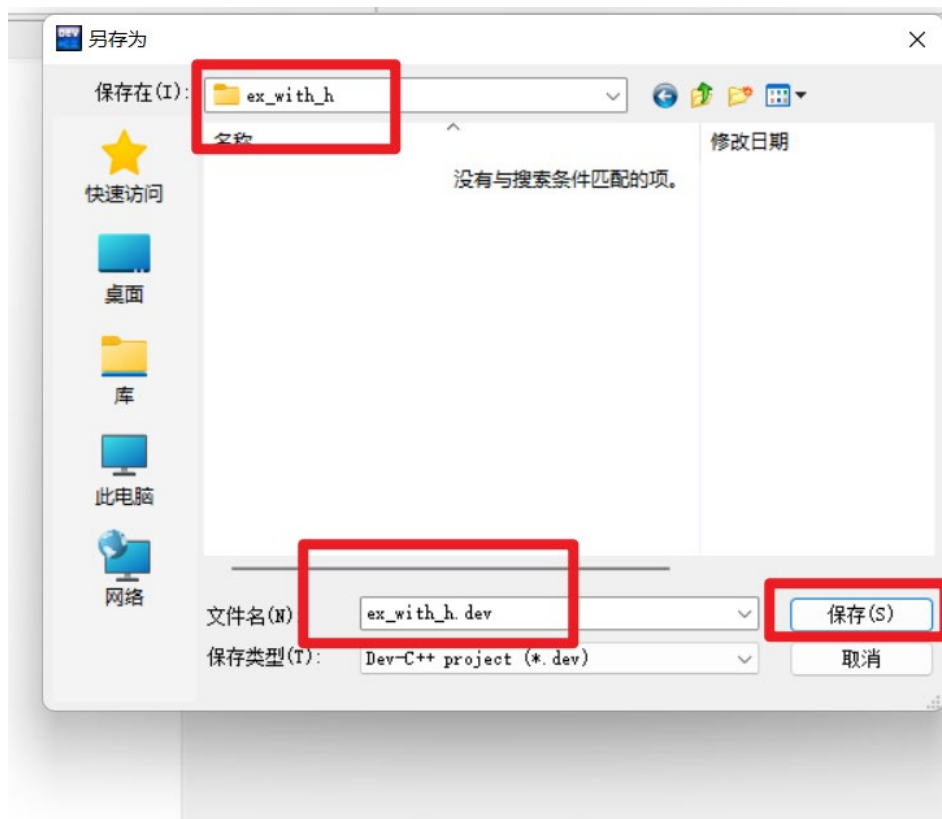 另存为
保存在(I):
ex_with_h
名称
修改日期
没有与搜索条件匹配的项。
快速访问
桌面
库
此电脑
网络
文件名(N):
ex_with_h.dev
保存(S)
保存类型(T):
Dev-C++ project (*.dev)
取消